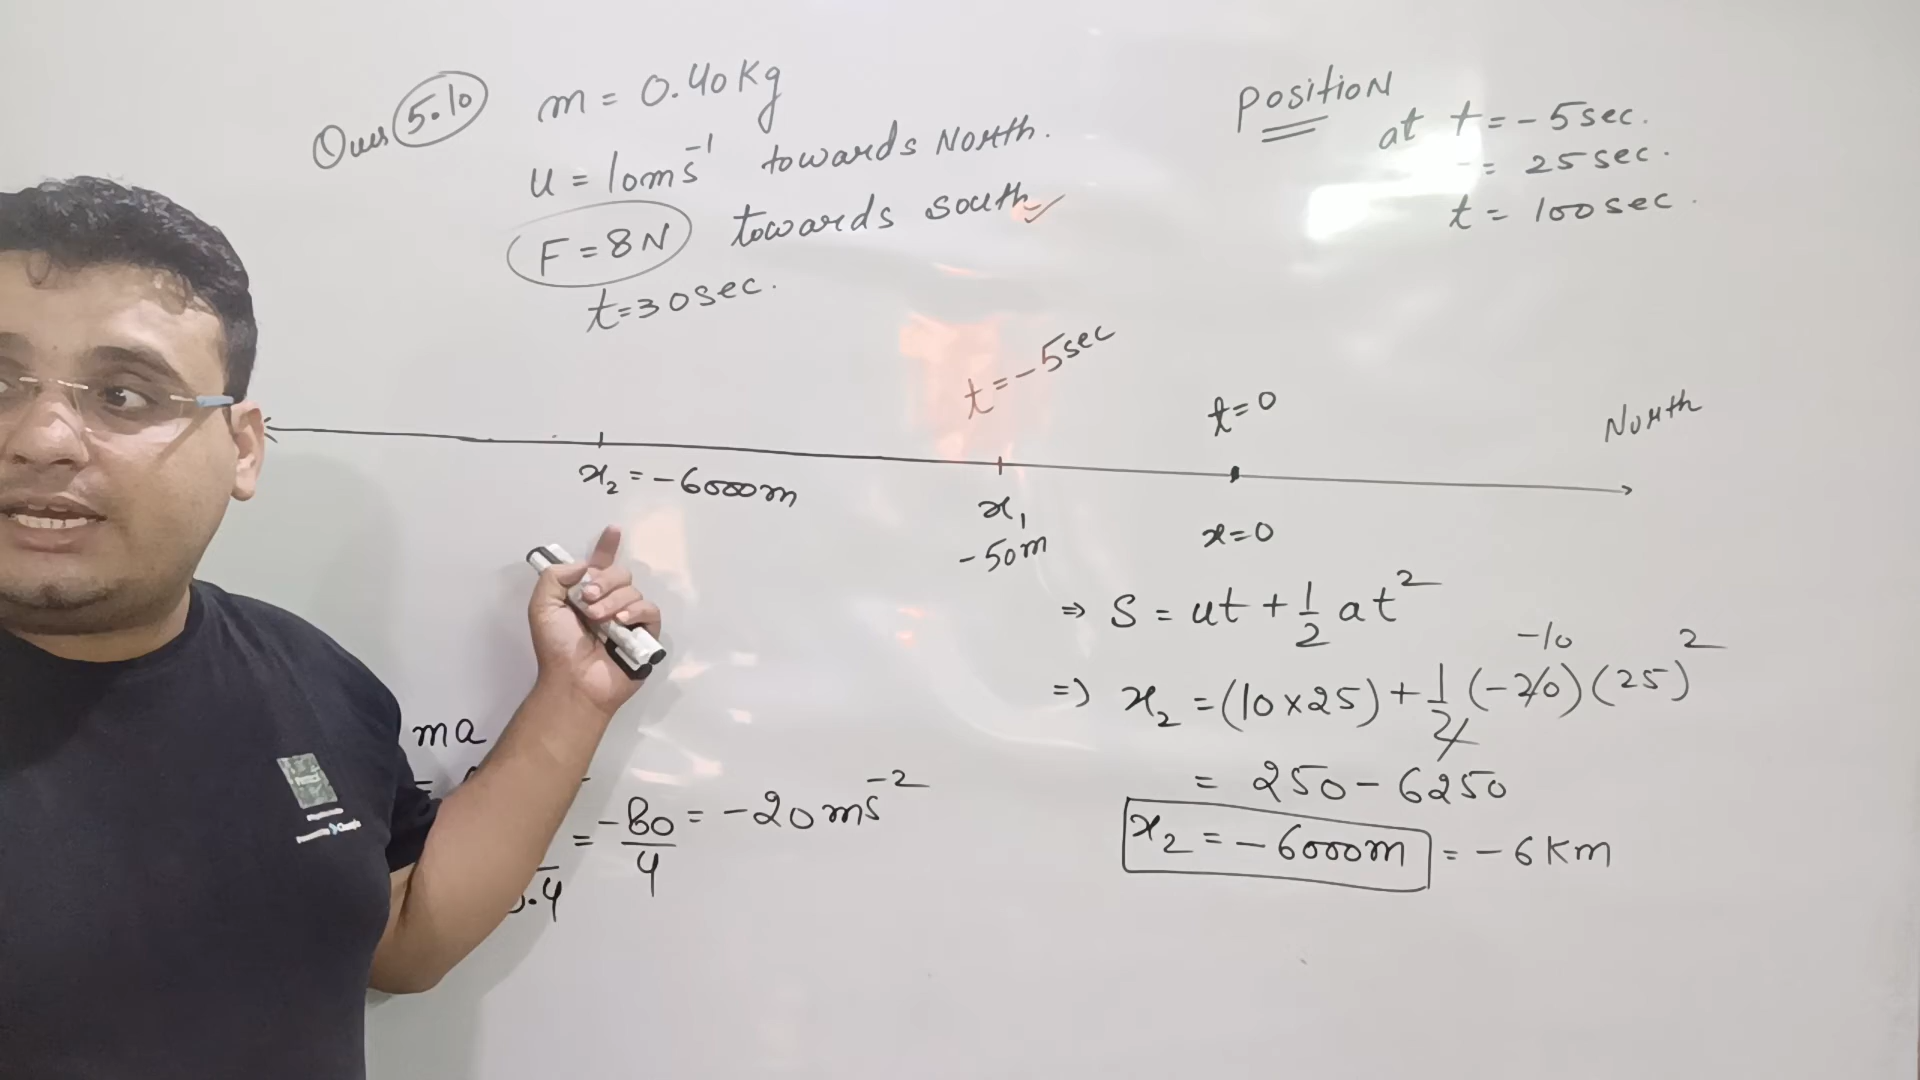 Ques 5.10
m = 0.40 Kg
u = 10 ms⁻¹ towards North.
F = 8N towards south ✓
t = 30 sec.
Position
at t = -5 sec.
= 25 sec.
t = 100 sec.
t = -5 sec
t = 0
North
x₂ = -6000m
x₁
-50m
x = 0
⇒ S = ut + 1/2 at²
⇒ x₂ = (10 × 25) + 1/2 (-20) (25)²
-10
= 250 - 6250
x₂ = -6000m = -6 Km
ma
= -80/4 = -20 ms⁻²
0.4